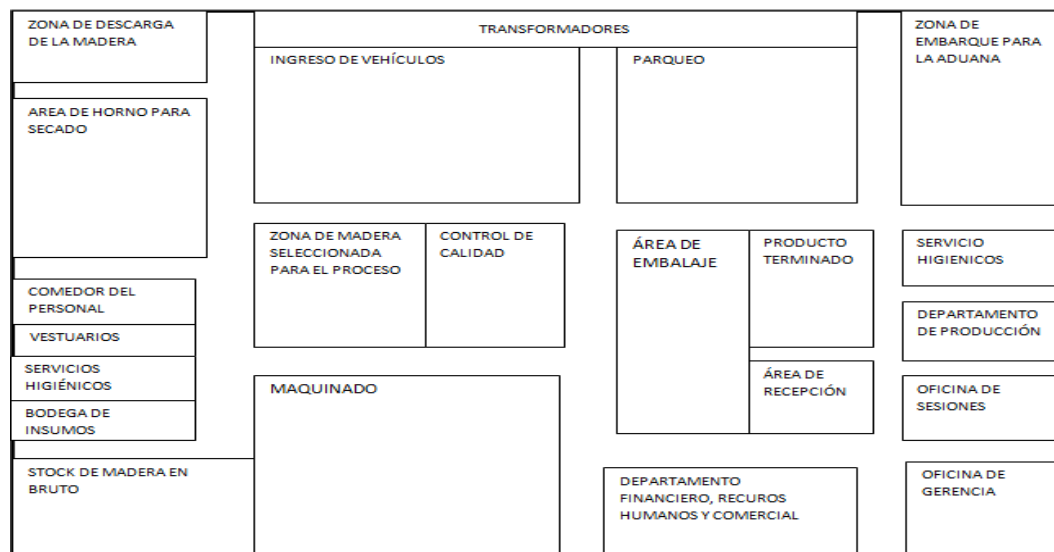 ZONA DE DESCARGA
DE LA MADERA
TRANSFORMADORES
ZONA DE
EMBARQUE PARA
LA ADUANA
INGRESO DE VEHÍCULOS
PARQUEO
AREA DE HORNO PARA
SECADO
ZONA DE MADERA
SELECCIONADA
PARA EL PROCESO
CONTROL DE
CALIDAD
ÁREA DE
EMBALAJE
PRODUCTO
TERMINADO
SERVICIO
HIGIENICOS
COMEDOR DEL
PERSONAL
VESTUARIOS
SERVICIOS
HIGIÉNICOS
BODEGA DE
INSUMOS
DEPARTAMENTO
DE PRODUCCIÓN
MAQUINADO
ÁREA DE
RECEPCIÓN
OFICINA DE
SESIONES
STOCK DE MADERA EN
BRUTO
DEPARTAMENTO
FINANCIERO, RECUROS
HUMANOS Y COMERCIAL
OFICINA DE
GERENCIA